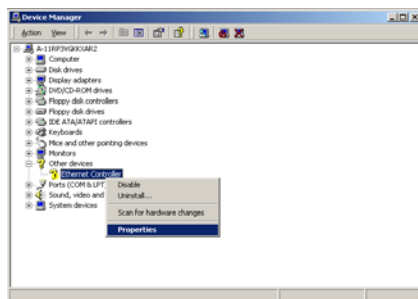 Device Manager
Action View
A-11RP3VGKKUAR2
Computer
Disk drives
Display adapters
DVD/CD-ROM drives
Floppy disk controllers
Floppy disk drives
IDE ATA/ATAPI controllers
Keyboards
Mice and other pointing devices
Monitors
Other devices
Ethernet Controller
Ports (COM & LPT)
Sound, video and
System devices
Disable
Uninstall...
Scan for hardware changes
Properties